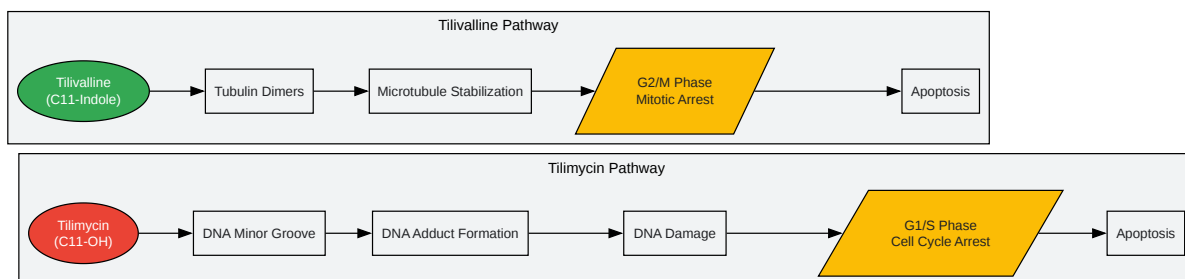 Tilivalline Pathway
Tilivalline
(C11-Indole)
Tubulin Dimers
Microtubule Stabilization
G2/M Phase
Mitotic Arrest
Apoptosis
Tilimycin Pathway
Tilimycin
(C11-OH)
DNA Minor Groove
DNA Adduct Formation
DNA Damage
G1/S Phase
Cell Cycle Arrest
Apoptosis